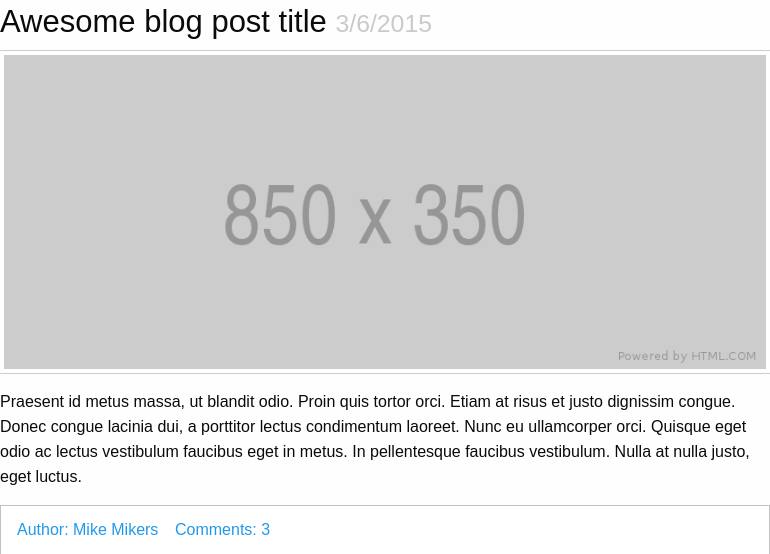 Awesome blog post title 3/6/2015
850 x 350
Powered by HTML.COM
Praesent id metus massa, ut blandit odio. Proin quis tortor orci. Etiam at risus et justo dignissim congue.
Donec congue lacinia dui, a porttitor lectus condimentum laoreet. Nunc eu ullamcorper orci. Quisque eget
odio ac lectus vestibulum faucibus eget in metus. In pellentesque faucibus vestibulum. Nulla at nulla justo,
eget luctus.
Author: Mike Mikers Comments: 3